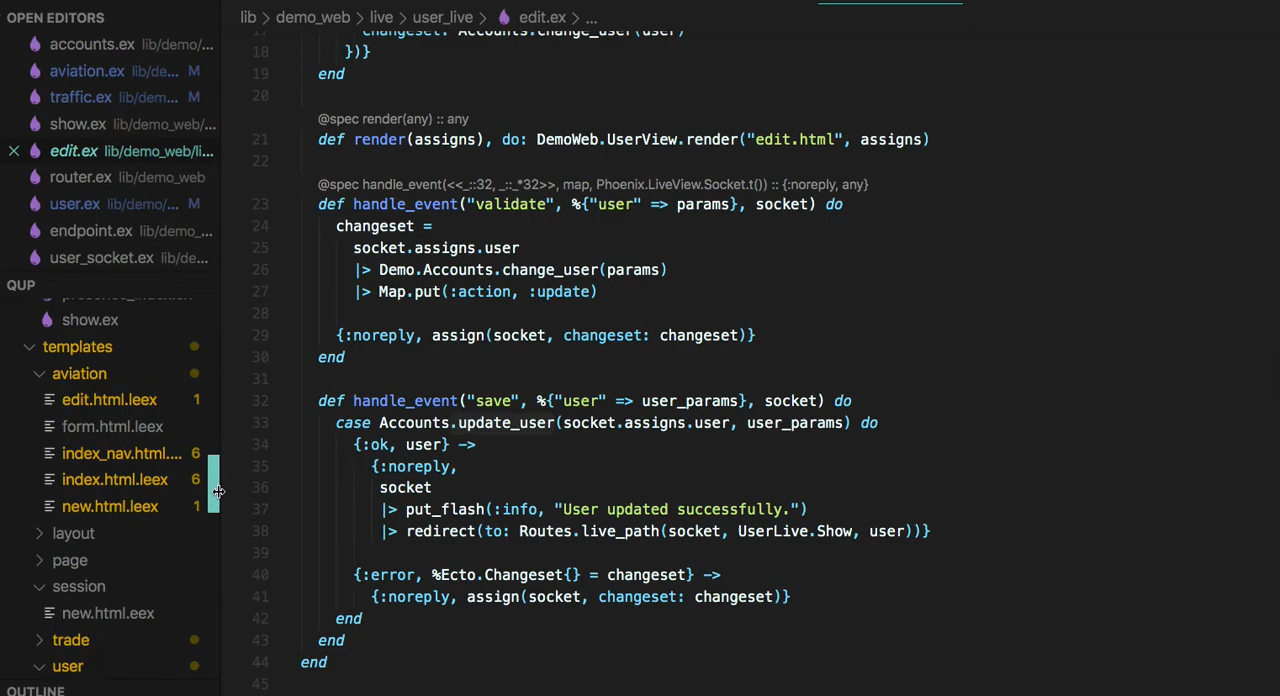 OPEN EDITORS
accounts.ex lib/demo/...
aviation.ex lib/de... M
traffic.ex lib/dem... M
show.ex lib/demo_web/...
edit.ex lib/demo_web/li...
router.ex lib/demo_web
user.ex lib/demo/... M
endpoint.ex lib/demo_...
user_socket.ex lib/de...
QUP
show.ex
templates
aviation
edit.html.leex 1
form.html.leex
index_nav.html.... 6
index.html.leex 6
new.html.leex 1
layout
page
session
new.html.eex
trade
user
OUTLINE
lib > demo_web > live > user_live > edit.ex > ...
17 changeset: Accounts.change_user(user)
18 })}
19 end
20
@spec render(any) :: any
21 def render(assigns), do: DemoWeb.UserView.render("edit.html", assigns)
22
@spec handle_event(<<_::32, _::_*32>>, map, Phoenix.LiveView.Socket.t()) :: {:noreply, any}
23 def handle_event("validate", %{"user" => params}, socket) do
24 changeset =
25 socket.assigns.user
26 |> Demo.Accounts.change_user(params)
27 |> Map.put(:action, :update)
28
29 {:noreply, assign(socket, changeset: changeset)}
30 end
31
32 def handle_event("save", %{"user" => user_params}, socket) do
33 case Accounts.update_user(socket.assigns.user, user_params) do
34 {:ok, user} ->
35 {:noreply,
36 socket
37 |> put_flash(:info, "User updated successfully.")
38 |> redirect(to: Routes.live_path(socket, UserLive.Show, user))}
39
40 {:error, %Ecto.Changeset{} = changeset} ->
41 {:noreply, assign(socket, changeset: changeset)}
42 end
43 end
44 end
45